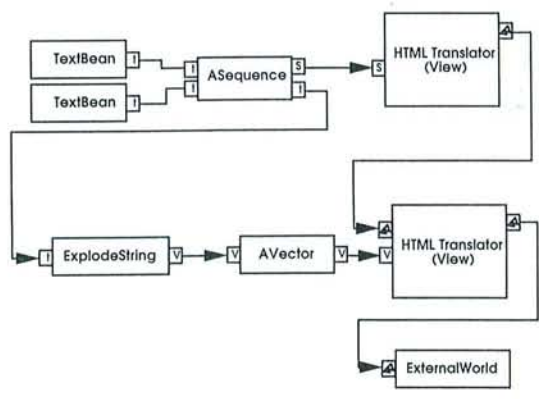 TextBean
t
t
ASequence
S
S
HTML Translator
(View)
TextBean
t
t
t
t
ExplodeString
V
V
AVector
V
V
HTML Translator
(View)
ExternalWorld